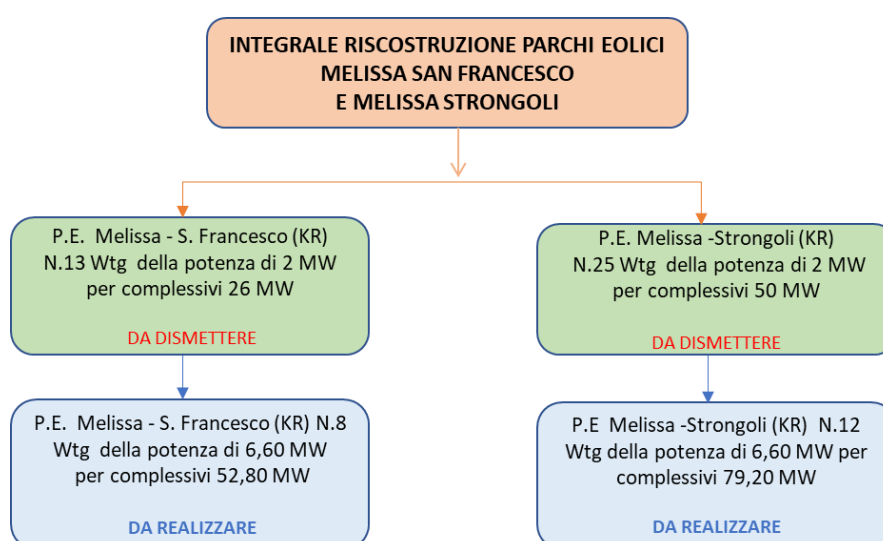 INTEGRALE RISCOSTRUZIONE PARCHI EOLICI
MELISSA SAN FRANCESCO
E MELISSA STRONGOLI
P.E. Melissa - S. Francesco (KR)
N.13 Wtg della potenza di 2 MW
per complessivi 26 MW
DA DISMETTERE
P.E. Melissa -Strongoli (KR)
N.25 Wtg della potenza di 2 MW
per complessivi 50 MW
DA DISMETTERE
P.E. Melissa - S. Francesco (KR) N.8
Wtg della potenza di 6,60 MW
per complessivi 52,80 MW
DA REALIZZARE
P.E Melissa -Strongoli (KR) N.12
Wtg della potenza di 6,60 MW per
complessivi 79,20 MW
DA REALIZZARE